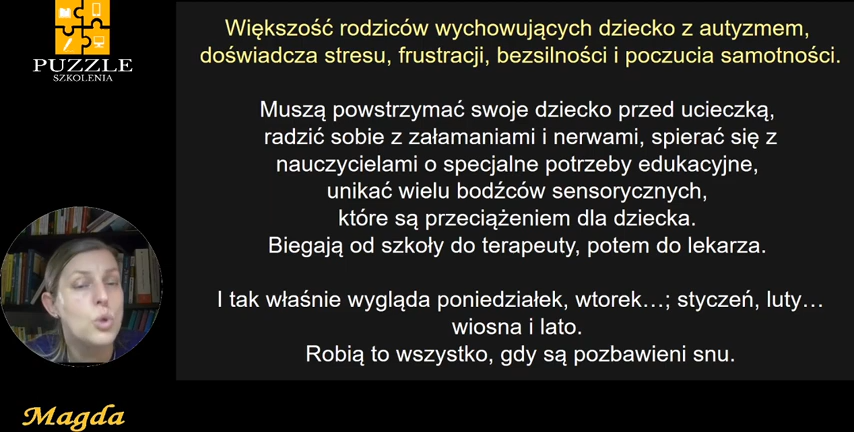 PUZZLE
SZKOLENIA
Większość rodziców wychowujących dziecko z autyzmem,
doświadcza stresu, frustracji, bezsilności i poczucia samotności.
Muszą powstrzymać swoje dziecko przed ucieczką,
radzić sobie z załamaniami i nerwami, spierać się z
nauczycielami o specjalne potrzeby edukacyjne,
unikać wielu bodźców sensorycznych,
które są przeciążeniem dla dziecka.
Biegają od szkoły do terapeuty, potem do lekarza.
I tak właśnie wygląda poniedziałek, wtorek…; styczeń, luty…
wiosna i lato.
Robią to wszystko, gdy są pozbawieni snu.
Magda